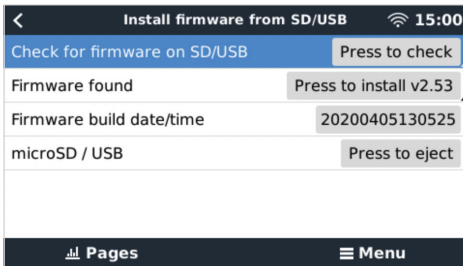 Install firmware from SD/USB 15:00
Check for firmware on SD/USB Press to check
Firmware found Press to install v2.53
Firmware build date/time 20200405130525
microSD / USB Press to eject
Pages Menu